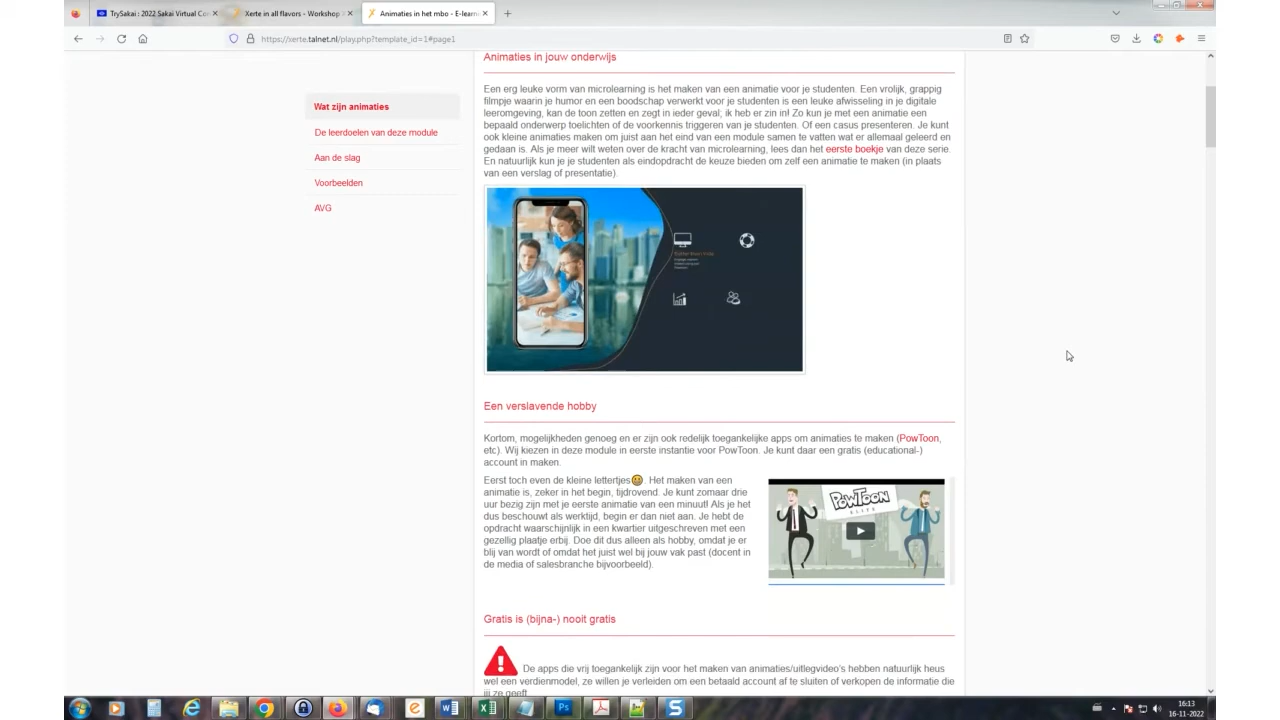 TrySakai : 2022 Sakai Virtual Con
Xerte in all flavors - Workshop
Animaties in het mbo - E-learni
https://xerte.talnet.nl/play.php?template_id=1#page1
Wat zijn animaties
De leerdoelen van deze module
Aan de slag
Voorbeelden
AVG
Animaties in jouw onderwijs
Een erg leuke vorm van microlearning is het maken van een animatie voor je studenten. Een vrolijk, grappig
filmpje waarin je humor en een boodschap verwerkt voor je studenten is een leuke afwisseling in je digitale
leeromgeving, kan de toon zetten en zegt in ieder geval; ik heb er zin in! Zo kun je met een animatie een
bepaald onderwerp toelichten of de voorkennis triggeren van je studenten. Of een casus presenteren. Je kunt
ook kleine animaties maken om juist aan het eind van een module samen te vatten wat er allemaal geleerd en
gedaan is. Als je meer wilt weten over de kracht van microlearning, lees dan het eerste boekje van deze serie.
En natuurlijk kun je je studenten als eindopdracht de keuze bieden om zelf een animatie te maken (in plaats
van een verslag of presentatie).
Een verslavende hobby
Kortom, mogelijkheden genoeg en er zijn ook redelijk toegankelijke apps om animaties te maken (PowToon,
etc). Wij kiezen in deze module in eerste instantie voor PowToon. Je kunt daar een gratis (educational-)
account in maken.
Eerst toch even de kleine lettertjes. Het maken van een
animatie is, zeker in het begin, tijdrovend. Je kunt zomaar drie
uur bezig zijn met je eerste animatie van een minuut! Als je het
dus beschouwt als werktijd, begin er dan niet aan. Je hebt de
opdracht waarschijnlijk in een kwartier uitgeschreven met een
gezellig plaatje erbij. Doe dit dus alleen als hobby, omdat je er
blij van wordt of omdat het juist wel bij jouw vak past (docent in
de media of salesbranche bijvoorbeeld).
POWTOON
Gratis is (bijna-) nooit gratis
De apps die vrij toegankelijk zijn voor het maken van animaties/uitlegvideo's hebben natuurlijk heus
wel een verdienmodel, ze willen je verleiden om een betaald account af te sluiten of verkopen de informatie die
jij ze geeft.
16:13
16-11-2022